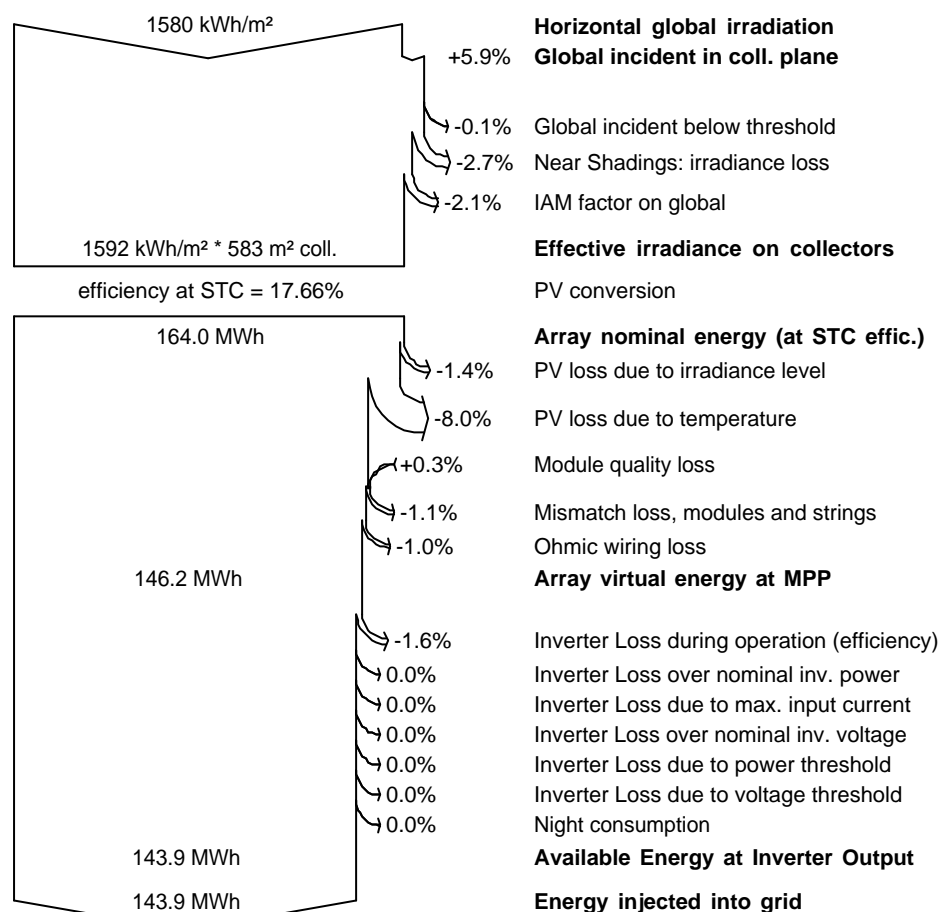 1580 kWh/m² Horizontal global irradiation
+5.9% Global incident in coll. plane
-0.1% Global incident below threshold
-2.7% Near Shadings: irradiance loss
-2.1% IAM factor on global
1592 kWh/m² * 583 m² coll. Effective irradiance on collectors
efficiency at STC = 17.66% PV conversion
164.0 MWh Array nominal energy (at STC effic.)
-1.4% PV loss due to irradiance level
-8.0% PV loss due to temperature
+0.3% Module quality loss
-1.1% Mismatch loss, modules and strings
-1.0% Ohmic wiring loss
146.2 MWh Array virtual energy at MPP
-1.6% Inverter Loss during operation (efficiency)
0.0% Inverter Loss over nominal inv. power
0.0% Inverter Loss due to max. input current
0.0% Inverter Loss over nominal inv. voltage
0.0% Inverter Loss due to power threshold
0.0% Inverter Loss due to voltage threshold
0.0% Night consumption
143.9 MWh Available Energy at Inverter Output
143.9 MWh Energy injected into grid